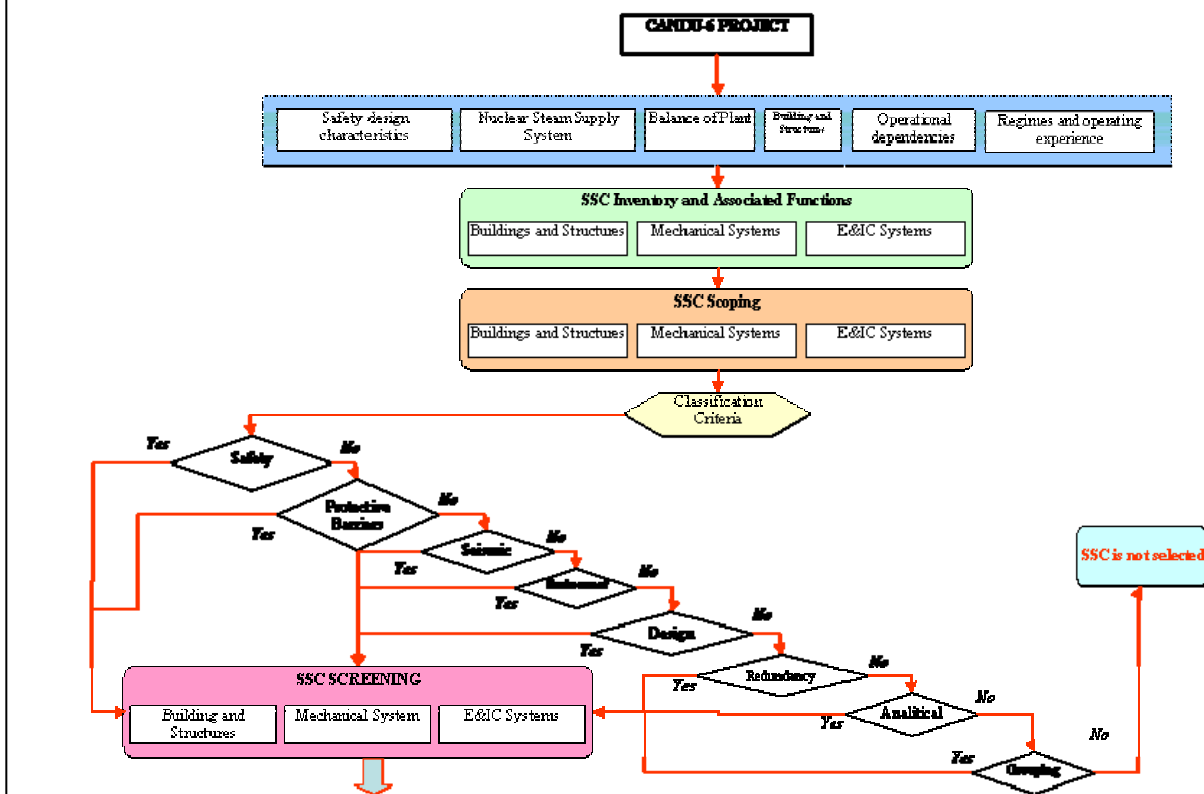 CANDU-6 PROJECT
Safety design
characteristics
Nuclear Steam Supply
System
Balance of Plant
Building and
Structures
Operational
dependencies
Regimes and operating
experience
SSC Inventory and Associated Functions
Buildings and Structures
Mechanical Systems
E&IC Systems
SSC Scoping
Buildings and Structures
Mechanical Systems
E&IC Systems
Classification
Criteria
Yes
Safety
No
Protective
Barriers
No
Yes
Seismic
No
Yes
No
Yes
Design
No
Yes
Redundancy
No
Yes
Analitical
No
Yes
Grouping
No
Yes
SSC is not selected
SSC SCREENING
Building and
Structures
Mechanical System
E&IC Systems